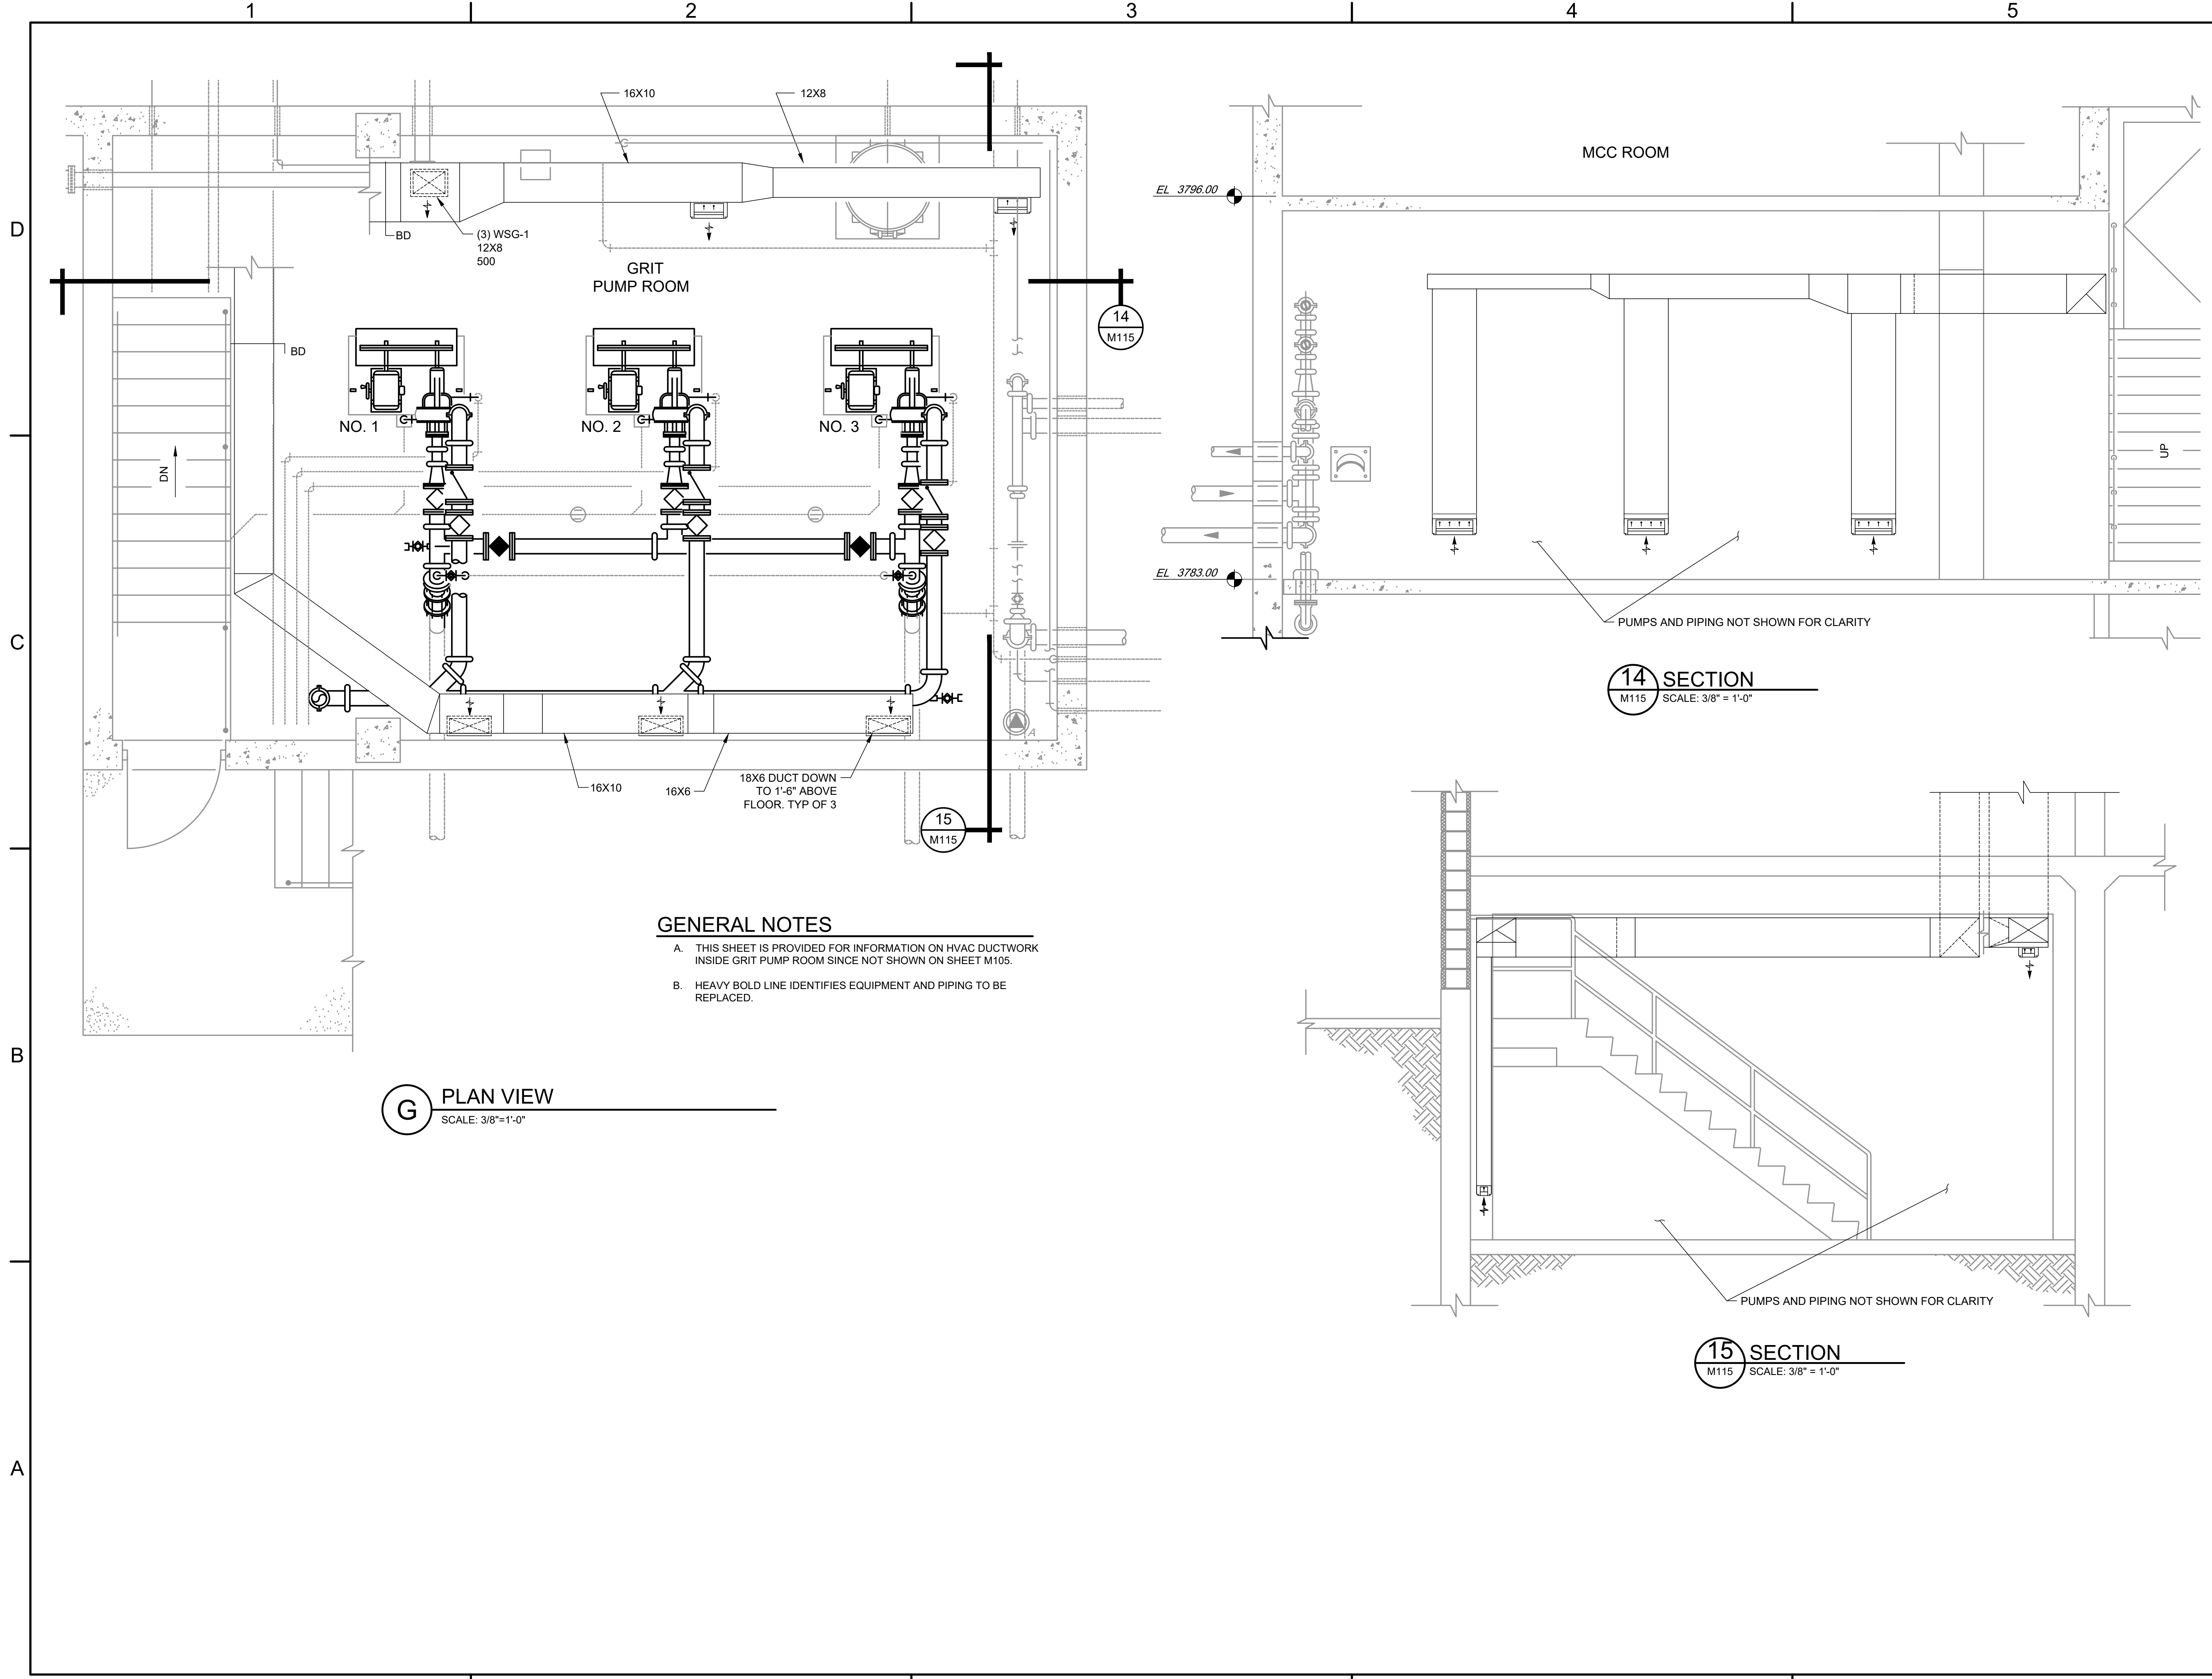 1
2
3
4
5
D
C
B
A
16X10
12X8
BD
(3) WSG-1
12X8
500
GRIT
PUMP ROOM
14
M115
BD
NO. 1
NO. 2
NO. 3
DN
A
16X10
16X6
18X6 DUCT DOWN
TO 1'-6" ABOVE
FLOOR. TYP OF 3
15
M115
GENERAL NOTES
A. THIS SHEET IS PROVIDED FOR INFORMATION ON HVAC DUCTWORK
INSIDE GRIT PUMP ROOM SINCE NOT SHOWN ON SHEET M105.
B. HEAVY BOLD LINE IDENTIFIES EQUIPMENT AND PIPING TO BE
REPLACED.
G
PLAN VIEW
SCALE: 3/8"=1'-0"
MCC ROOM
EL 3796.00
UP
EL 3783.00
PUMPS AND PIPING NOT SHOWN FOR CLARITY
14
M115
SECTION
SCALE: 3/8" = 1'-0"
PUMPS AND PIPING NOT SHOWN FOR CLARITY
15
M115
SECTION
SCALE: 3/8" = 1'-0"